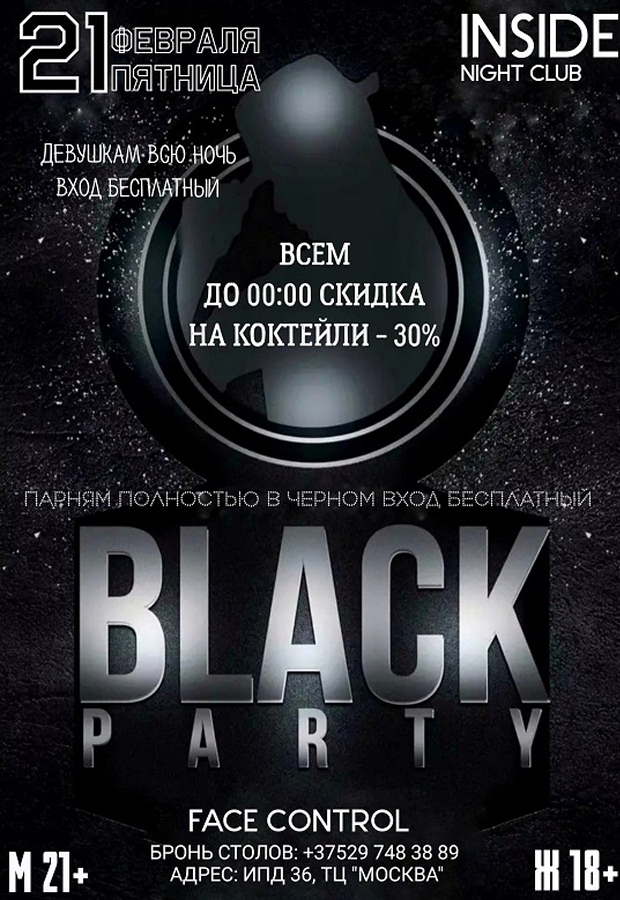 21 ФЕВРАЛЯ
ПЯТНИЦА
INSIDE
NIGHT CLUB
ДЕВУШКАМ ВСЮ НОЧЬ
ВХОД БЕСПЛАТНЫЙ
ВСЕМ
ДО 00:00 СКИДКА
НА КОКТЕЙЛИ - 30%
ПАРНЯМ ПОЛНОСТЬЮ В ЧЕРНОМ ВХОД БЕСПЛАТНЫЙ
BLACK
PARTY
FACE CONTROL
БРОНЬ СТОЛОВ: +37529 748 38 89
АДРЕС: ИПД 36, ТЦ "МОСКВА"
М 21+
Ж 18+